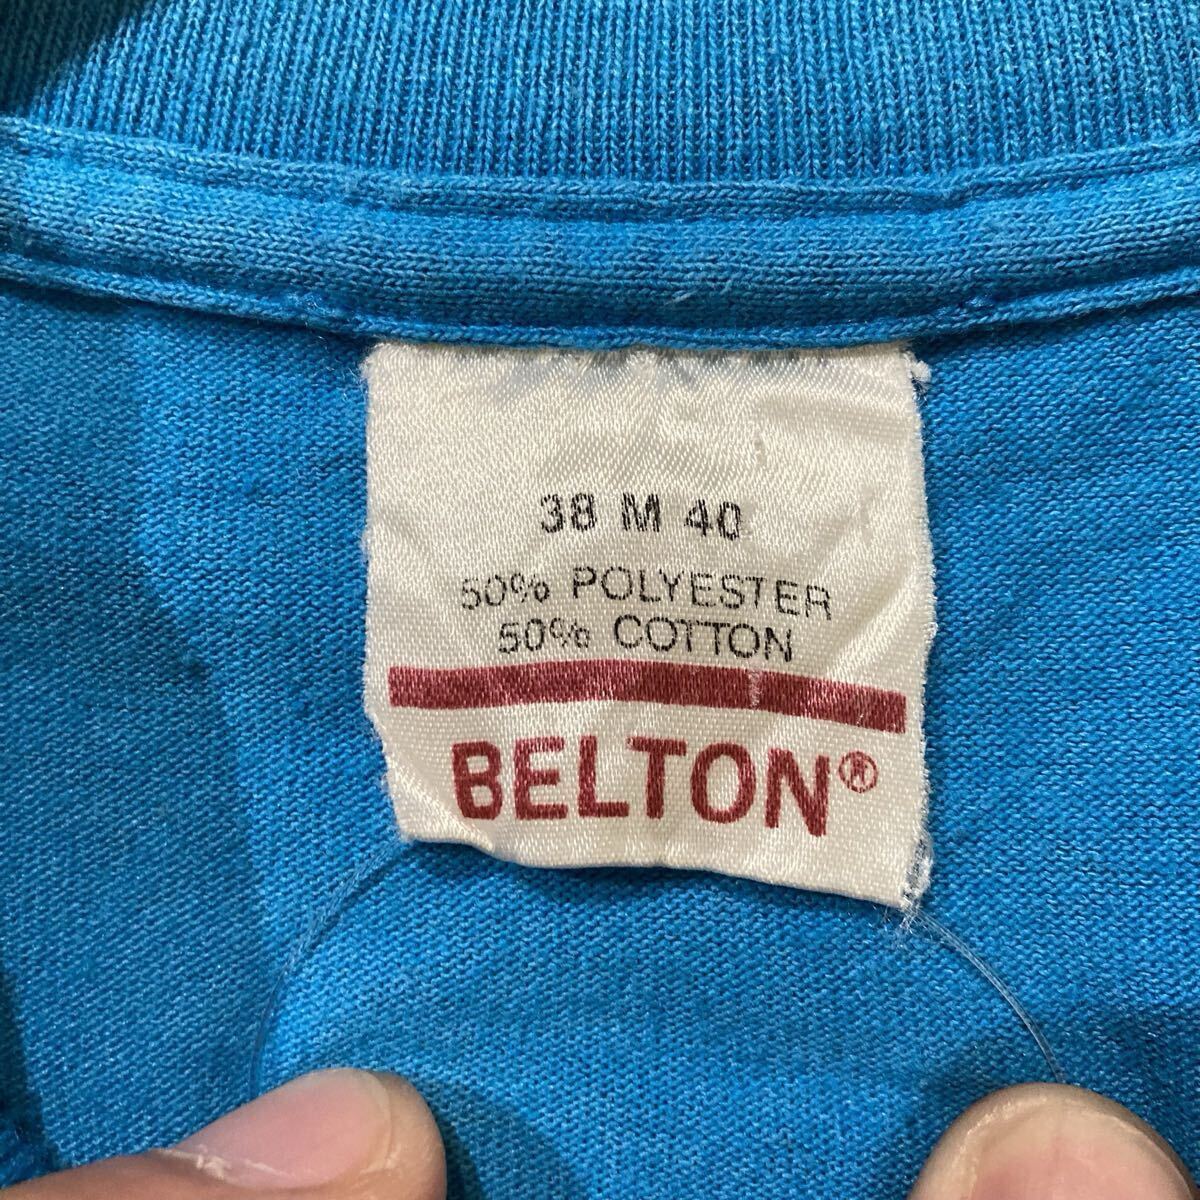 38 M 40
50% POLYESTER
50% COTTON
BELTON®